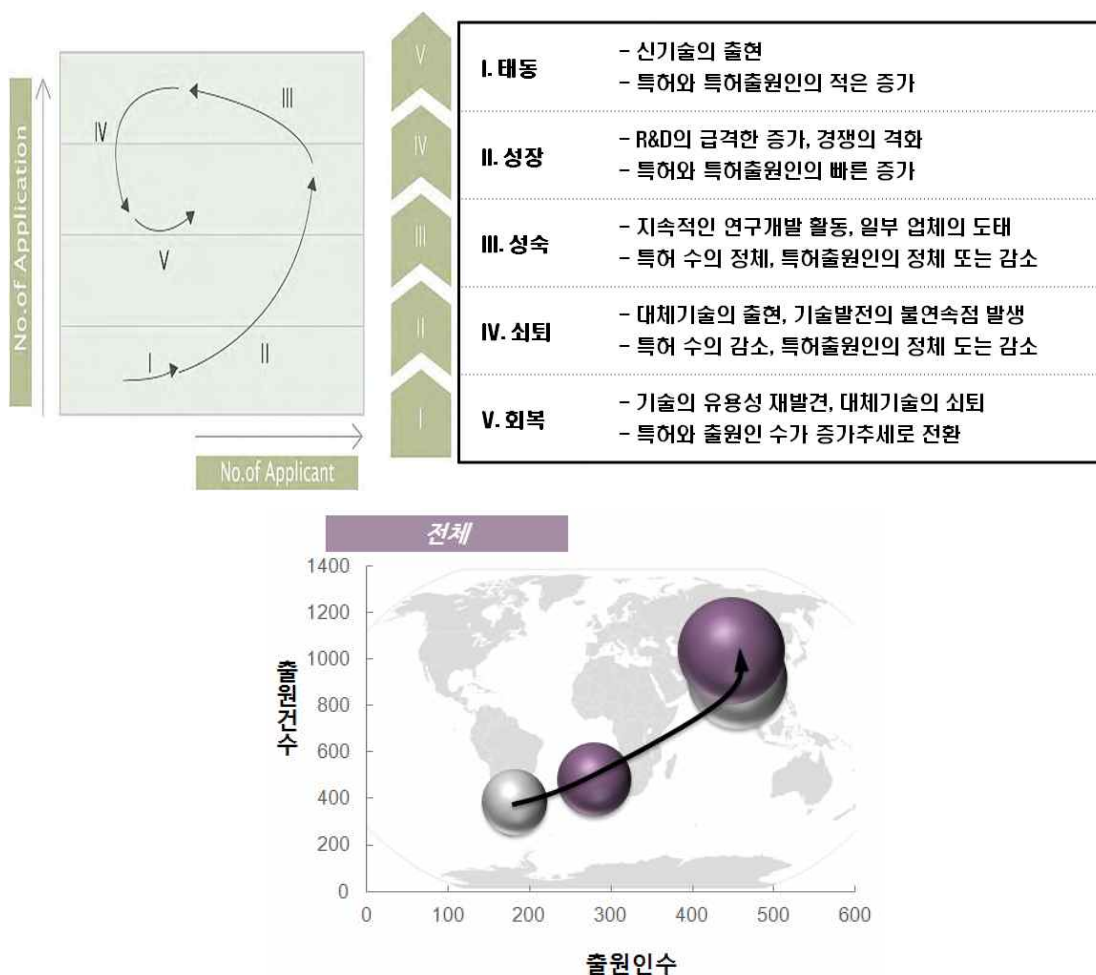 No.of Application
No.of Applicant
I
II
III
IV
V
V
IV
III
II
I
I. 태동
- 신기술의 출현
- 특허와 특허출원인의 적은 증가
II. 성장
- R&D의 급격한 증가, 경쟁의 격화
- 특허와 특허출원인의 빠른 증가
III. 성숙
- 지속적인 연구개발 활동, 일부 업체의 도태
- 특허 수의 정체, 특허출원인의 정체 또는 감소
IV. 쇠퇴
- 대체기술의 출현, 기술발전의 불연속점 발생
- 특허 수의 감소, 특허출원인의 정체 도는 감소
V. 회복
- 기술의 유용성 재발견, 대체기술의 쇠퇴
- 특허와 출원인 수가 증가추세로 전환
전체
출원건수
1400
1200
1000
800
600
400
200
0
0 100 200 300 400 500 600
출원인수